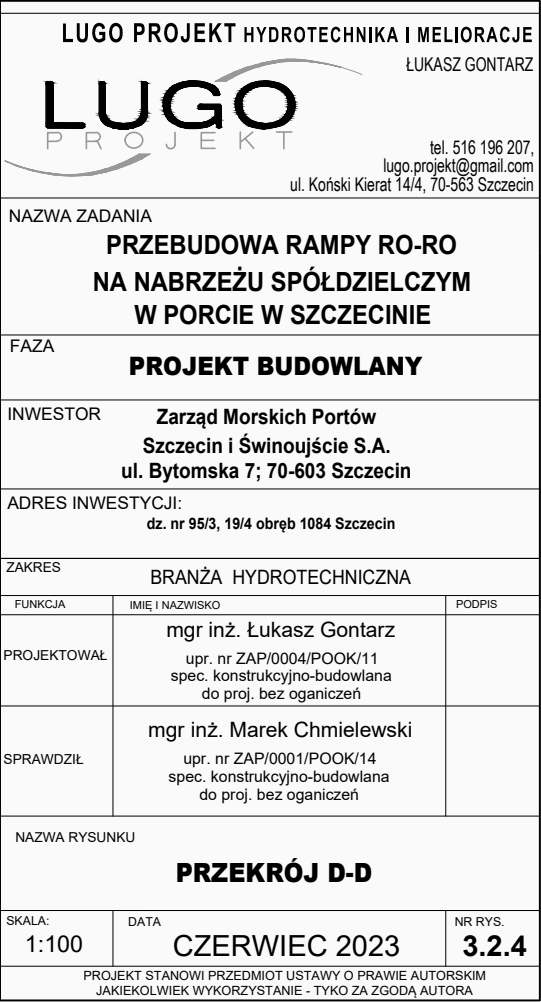 LUGO PROJEKT HYDROTECHNIKA I MELIORACJE
ŁUKASZ GONTARZ
LUGO
PROJEKT
tel. 516 196 207,
lugo.projekt@gmail.com
ul. Koński Kierat 14/4, 70-563 Szczecin
NAZWA ZADANIA
PRZEBUDOWA RAMPY RO-RO
NA NABRZEŻU SPÓŁDZIELCZYM
W PORCIE W SZCZECINIE
FAZA
PROJEKT BUDOWLANY
INWESTOR
Zarząd Morskich Portów
Szczecin i Świnoujście S.A.
ul. Bytomska 7; 70-603 Szczecin
ADRES INWESTYCJI:
dz. nr 95/3, 19/4 obręb 1084 Szczecin
ZAKRES
BRANŻA HYDROTECHNICZNA
FUNKCJA IMIĘ I NAZWISKO PODPIS
PROJEKTOWAŁ
mgr inż. Łukasz Gontarz
upr. nr ZAP/0004/POOK/11
spec. konstrukcyjno-budowlana
do proj. bez oganiczeń
SPRAWDZIŁ
mgr inż. Marek Chmielewski
upr. nr ZAP/0001/POOK/14
spec. konstrukcyjno-budowlana
do proj. bez oganiczeń
NAZWA RYSUNKU
PRZEKRÓJ D-D
SKALA: DATA NR RYS.
1:100 CZERWIEC 2023 3.2.4
PROJEKT STANOWI PRZEDMIOT USTAWY O PRAWIE AUTORSKIM
JAKIEKOLWIEK WYKORZYSTANIE - TYKO ZA ZGODĄ AUTORA